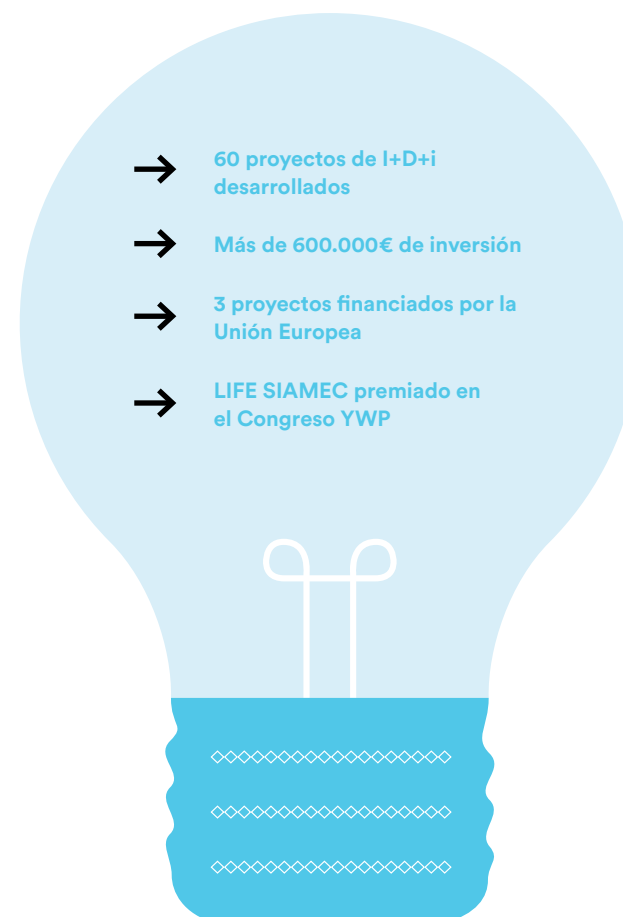 60 proyectos de I+D+i
desarrollados
Más de 600.000€ de inversión
3 proyectos financiados por la
Unión Europea
LIFE SIAMEC premiado en
el Congreso YWP